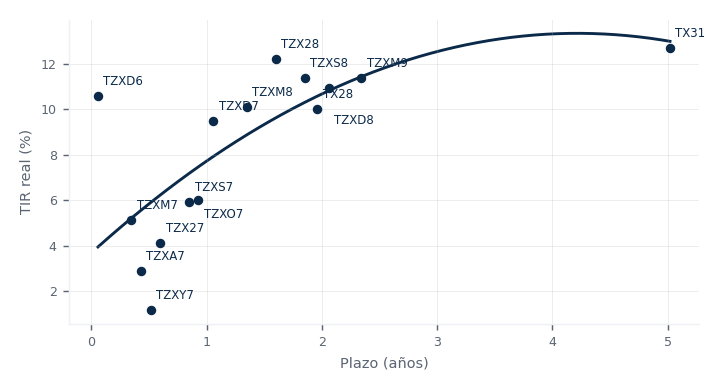 TX31
TZX28
TZXS8
TZXM9
TZXD6
TZXM8
TX28
TZXD7
TZXD8
TZXS7
TZXM7
TZXO7
TZX27
TZXA7
TZXY7
12
10
8
6
4
2
TIR real (%)
0 1 2 3 4 5
Plazo (años)